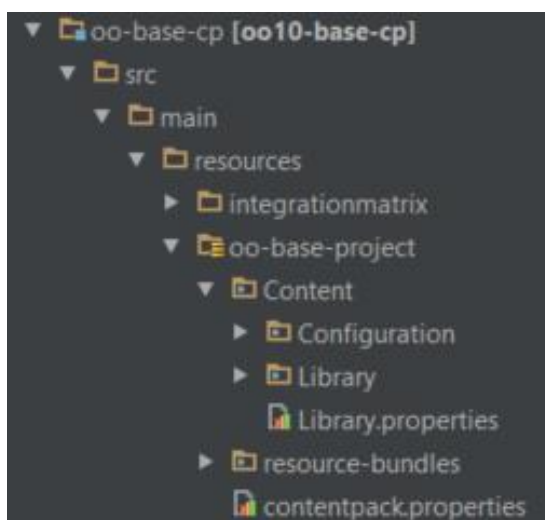 oo-base-cp [oo10-base-cp]
src
main
resources
integrationmatrix
oo-base-project
Content
Configuration
Library
Library.properties
resource-bundles
contentpack.properties